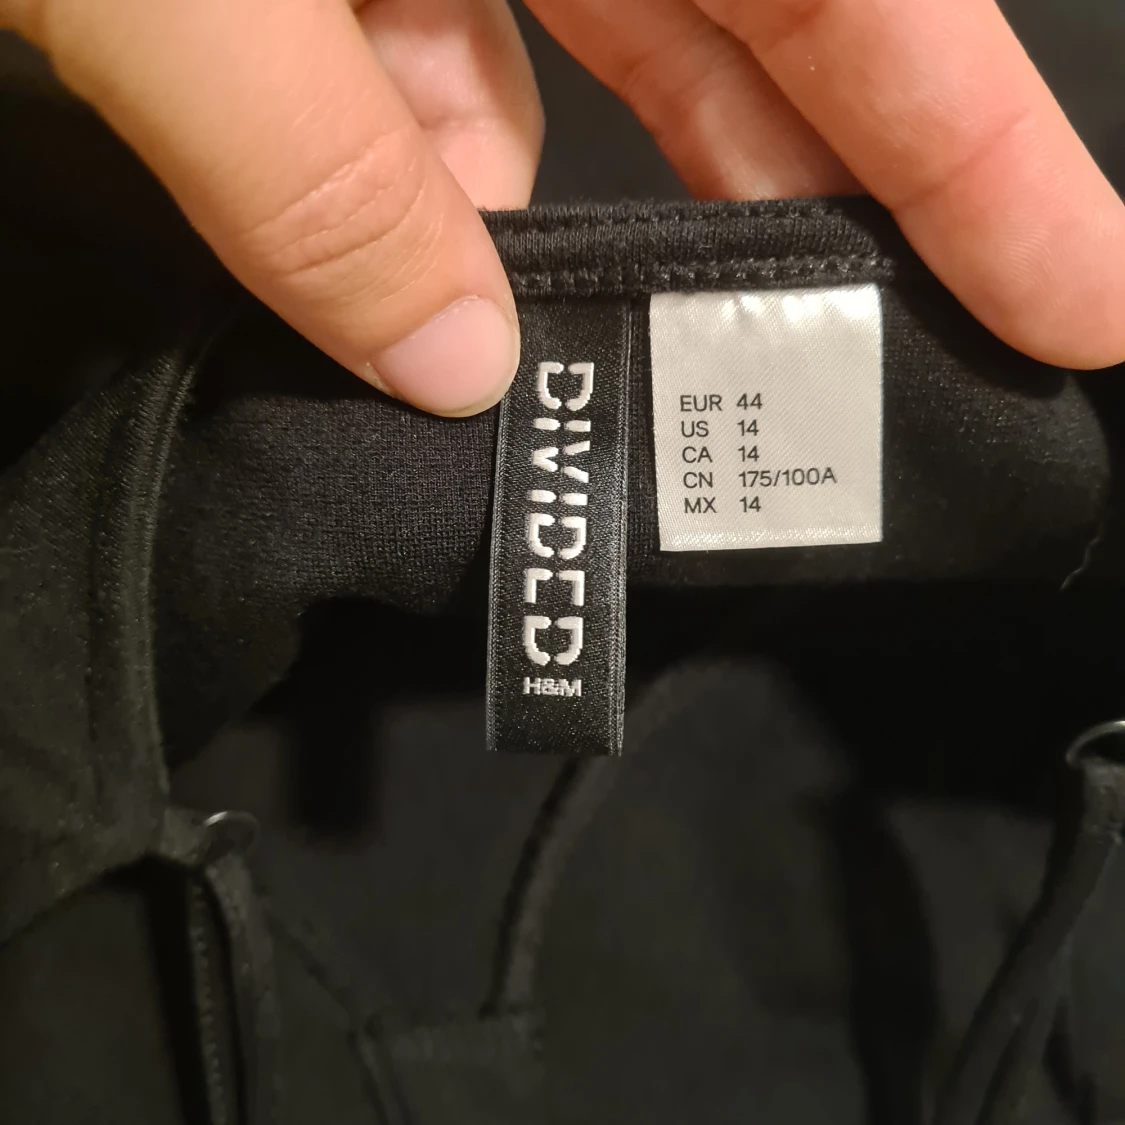 DIVIDED
H&M
EUR 44
US 14
CA 14
CN 175/100A
MX 14